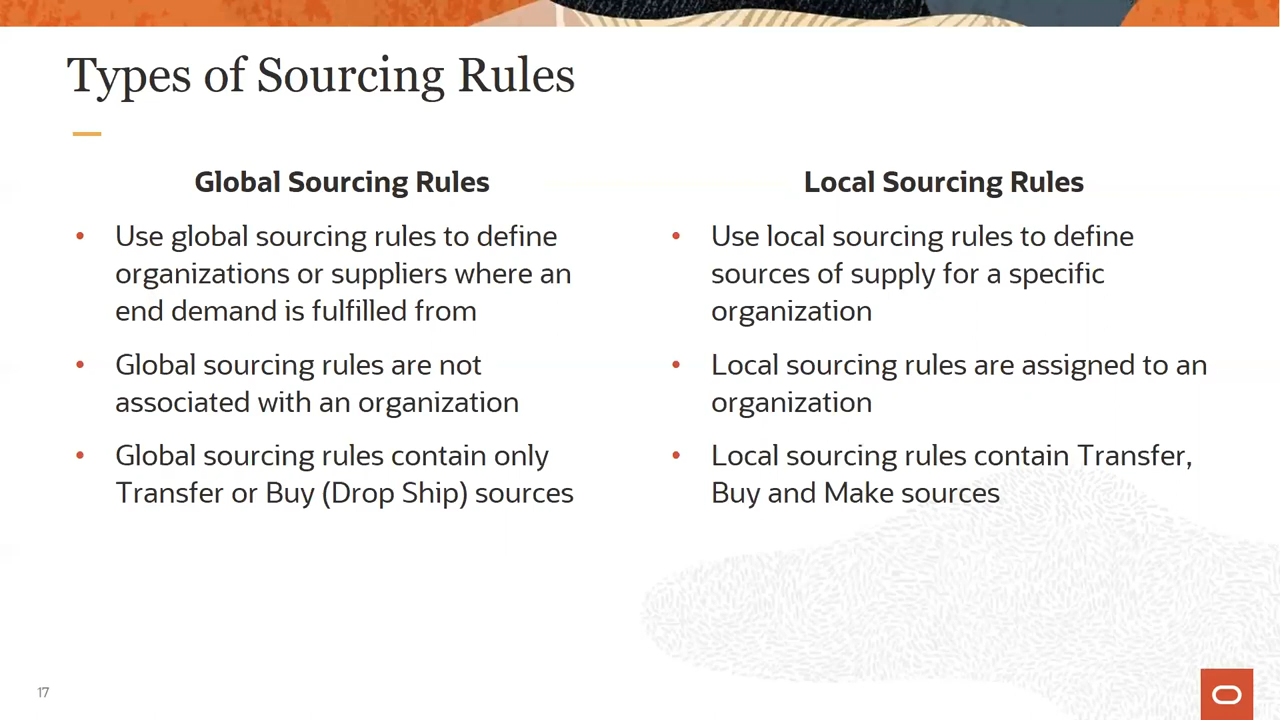 Types of Sourcing Rules
Global Sourcing Rules
• Use global sourcing rules to define
organizations or suppliers where an
end demand is fulfilled from
• Global sourcing rules are not
associated with an organization
• Global sourcing rules contain only
Transfer or Buy (Drop Ship) sources
Local Sourcing Rules
• Use local sourcing rules to define
sources of supply for a specific
organization
• Local sourcing rules are assigned to an
organization
• Local sourcing rules contain Transfer,
Buy and Make sources
17